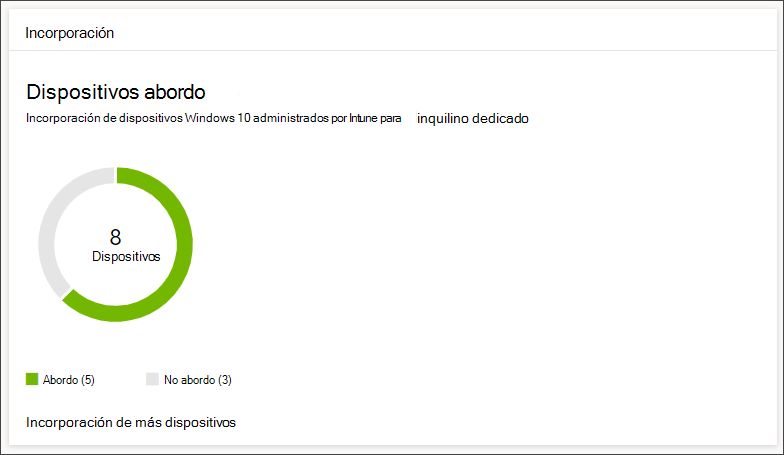 Incorporación
Dispositivos abordo
Incorporación de dispositivos Windows 10 administrados por Intune para inquilino dedicado
8
Dispositivos
Abordo (5) No abordo (3)
Incorporación de más dispositivos